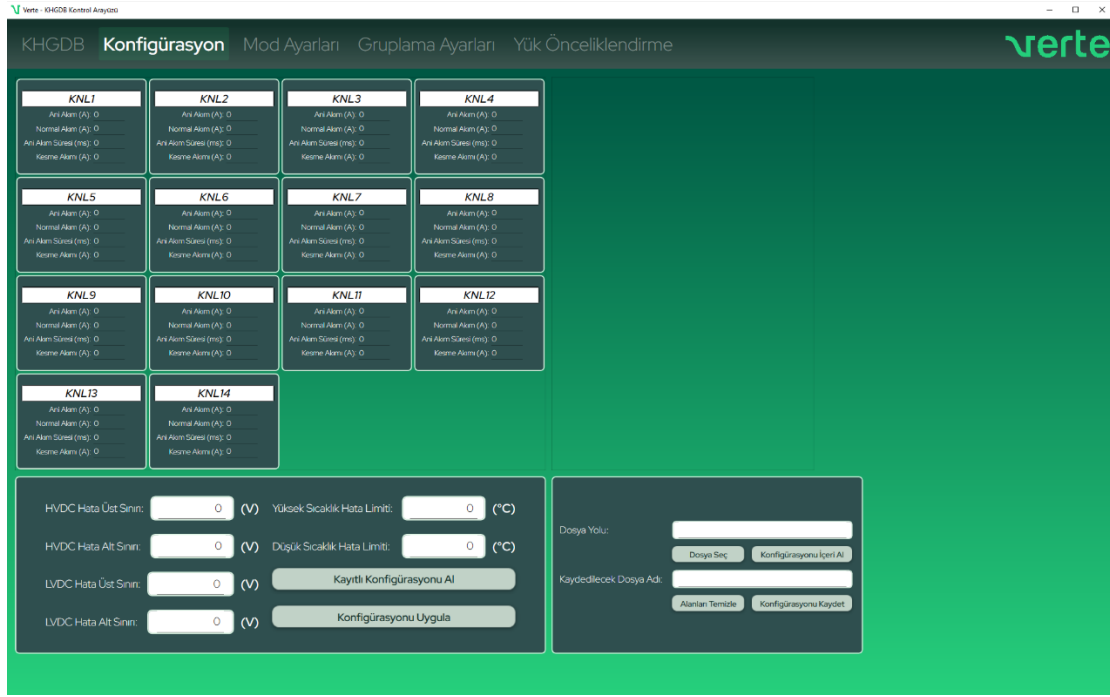 Verte - KHGDB Kontrol Arayüzü
KHGDB Konfigürasyon Mod Ayarları Gruplama Ayarları Yük Önceliklendirme
verte
KNL1 KNL2 KNL3 KNL4
Ani Akım (A): 0 Ani Akım (A): 0 Ani Akım (A): 0 Ani Akım (A): 0
Normal Akım (A): 0 Normal Akım (A): 0 Normal Akım (A): 0 Normal Akım (A): 0
Ani Akım Süresi (ms): 0 Ani Akım Süresi (ms): 0 Ani Akım Süresi (ms): 0 Ani Akım Süresi (ms): 0
Kesme Akımı (A): 0 Kesme Akımı (A): 0 Kesme Akımı (A): 0 Kesme Akımı (A): 0
KNL5 KNL6 KNL7 KNL8
Ani Akım (A): 0 Ani Akım (A): 0 Ani Akım (A): 0 Ani Akım (A): 0
Normal Akım (A): 0 Normal Akım (A): 0 Normal Akım (A): 0 Normal Akım (A): 0
Ani Akım Süresi (ms): 0 Ani Akım Süresi (ms): 0 Ani Akım Süresi (ms): 0 Ani Akım Süresi (ms): 0
Kesme Akımı (A): 0 Kesme Akımı (A): 0 Kesme Akımı (A): 0 Kesme Akımı (A): 0
KNL9 KNL10 KNL11 KNL12
Ani Akım (A): 0 Ani Akım (A): 0 Ani Akım (A): 0 Ani Akım (A): 0
Normal Akım (A): 0 Normal Akım (A): 0 Normal Akım (A): 0 Normal Akım (A): 0
Ani Akım Süresi (ms): 0 Ani Akım Süresi (ms): 0 Ani Akım Süresi (ms): 0 Ani Akım Süresi (ms): 0
Kesme Akımı (A): 0 Kesme Akımı (A): 0 Kesme Akımı (A): 0 Kesme Akımı (A): 0
KNL13 KNL14
Ani Akım (A): 0 Ani Akım (A): 0
Normal Akım (A): 0 Normal Akım (A): 0
Ani Akım Süresi (ms): 0 Ani Akım Süresi (ms): 0
Kesme Akımı (A): 0 Kesme Akımı (A): 0
HVDC Hata Üst Sınırı: 0 (V) Yüksek Sıcaklık Hata Limiti: 0 (°C)
HVDC Hata Alt Sınırı: 0 (V) Düşük Sıcaklık Hata Limiti: 0 (°C)
LVDC Hata Üst Sınırı: 0 (V) Kayıtlı Konfigürasyonu Al
LVDC Hata Alt Sınırı: 0 (V) Konfigürasyonu Uygula
Dosya Yolu:
Dosya Seç Konfigürasyonu İçeri Al
Kaydedilecek Dosya Adı:
Alanları Temizle Konfigürasyonu Kaydet